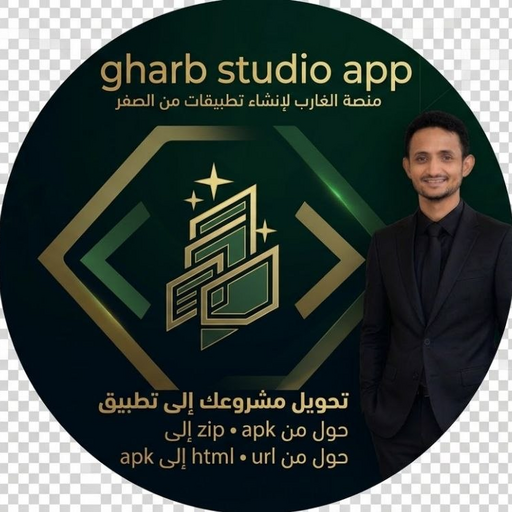 gharb studio app
منصة الغارب لإنشاء تطبيقات من الصفر
تحويل مشروعك إلى تطبيق
حول من zip • apk إلى
حول من html • url إلى apk